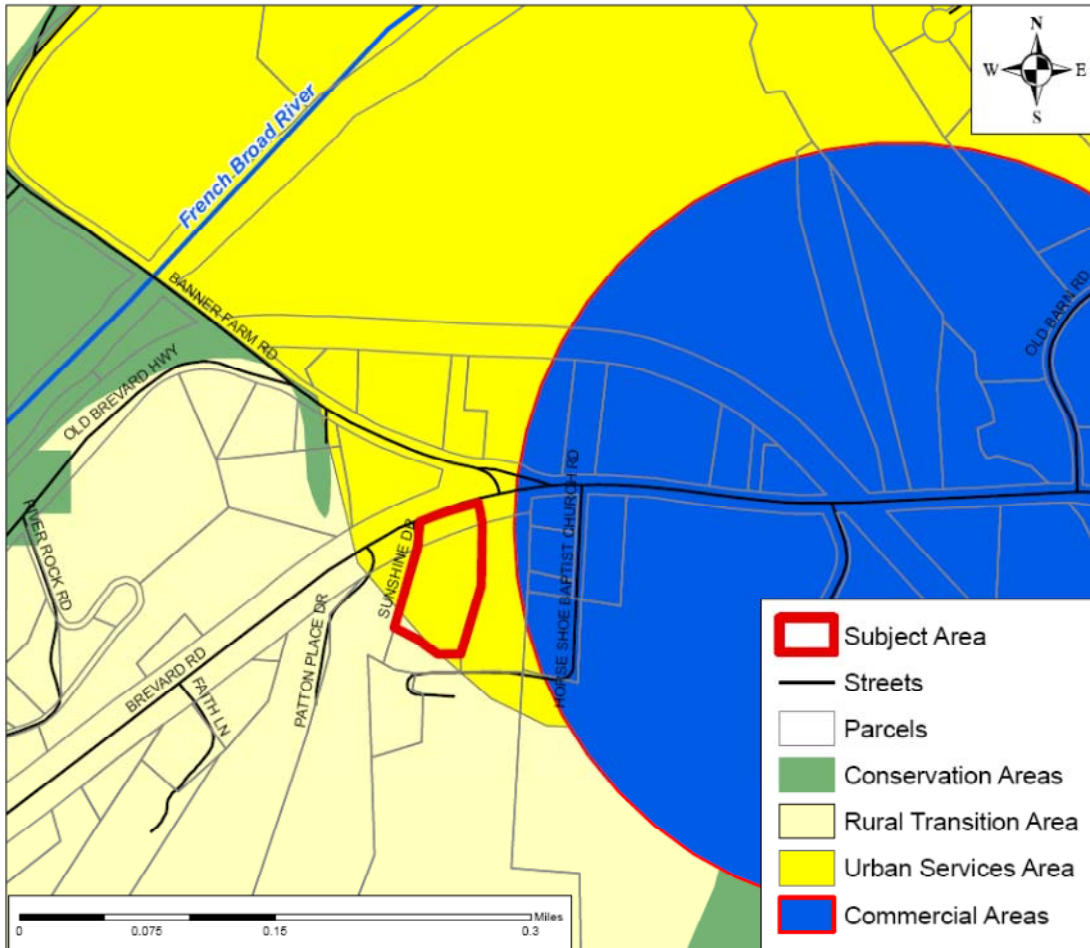 N
W E
S
French Broad River
BANNER FARM RD
OLD BREVARD HWY
OLD BARN RD
HORSE SHOE BAPTIST CHURCH RD
SUNSHINE DR
RIVER ROCK RD
PATTON PLACE DR
BREVARD RD
FAITH LN
Subject Area
Streets
Parcels
Conservation Areas
Rural Transition Area
Urban Services Area
Commercial Areas
Miles
0 0.075 0.15 0.3